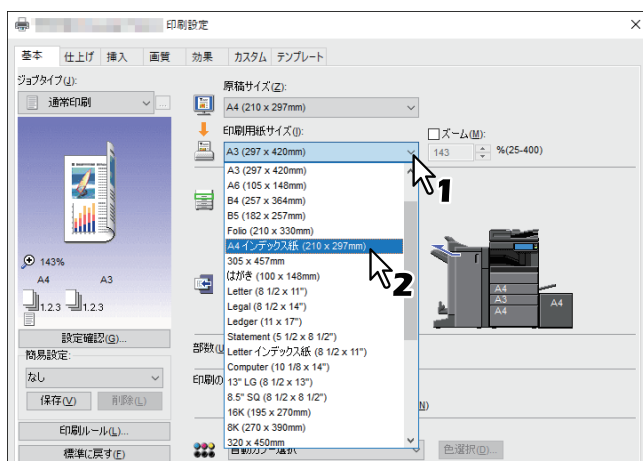 印刷設定
基本 仕上げ 挿入 画質 効果 カスタム テンプレート
ジョブタイプ(J):
通常印刷
...
143%
A4 A3
1.2.3 1.2.3
設定確認(G)...
簡易設定:
なし
保存(V) 削除(L)
印刷ルール(L)...
標準に戻す(F)
原稿サイズ(Z):
A4 (210 x 297mm)
印刷用紙サイズ(I):
A3 (297 x 420mm)
1
ズーム(M):
143 %(25-400)
A3 (297 x 420mm)
A6 (105 x 148mm)
B4 (257 x 364mm)
B5 (182 x 257mm)
Folio (210 x 330mm)
A4 インデックス紙 (210 x 297mm)
2
305 x 457mm
はがき (100 x 148mm)
Letter (8 1/2 x 11")
Legal (8 1/2 x 14")
Ledger (11 x 17")
Statement (5 1/2 x 8 1/2")
Letter インデックス紙 (8 1/2 x 11")
Computer (10 1/8 x 14")
13" LG (8 1/2 x 13")
8.5" SQ (8 1/2 x 8 1/2")
16K (195 x 270mm)
8K (270 x 390mm)
320 x 450mm
A4
A3
A4
A4
部数(U
印刷の
N)
自動カラー選択
色選択(O)...